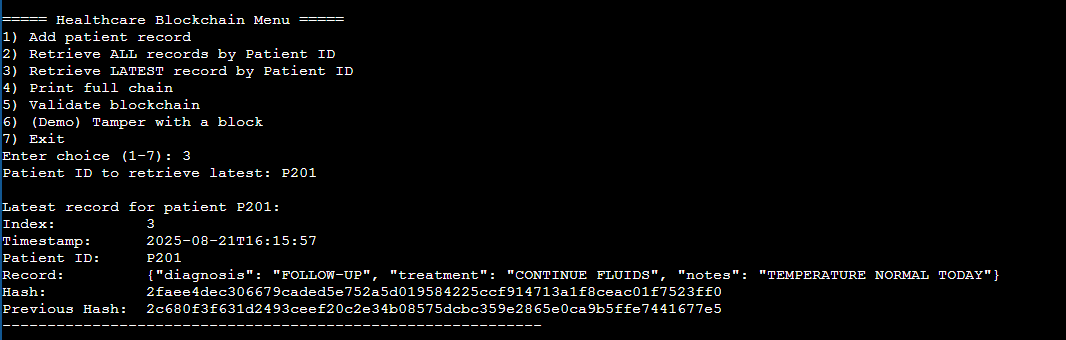 ===== Healthcare Blockchain Menu =====
1) Add patient record
2) Retrieve ALL records by Patient ID
3) Retrieve LATEST record by Patient ID
4) Print full chain
5) Validate blockchain
6) (Demo) Tamper with a block
7) Exit
Enter choice (1-7): 3
Patient ID to retrieve latest: P201
Latest record for patient P201:
Index: 3
Timestamp: 2025-08-21T16:15:57
Patient ID: P201
Record: {"diagnosis": "FOLLOW-UP", "treatment": "CONTINUE FLUIDS", "notes": "TEMPERATURE NORMAL TODAY"}
Hash: 2faee4dec306679caded5e752a5d019584225ccf914713a1f8ceac01f7523ff0
Previous Hash: 2c680f3f631d2493ceef20c2e34b08575dcbc359e2865e0ca9b5ffe7441677e5
------------------------------------------------------------